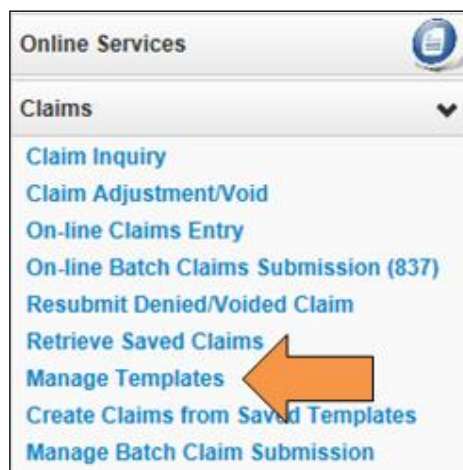 Online Services
Claims
Claim Inquiry
Claim Adjustment/Void
On-line Claims Entry
On-line Batch Claims Submission (837)
Resubmit Denied/Voided Claim
Retrieve Saved Claims
Manage Templates
Create Claims from Saved Templates
Manage Batch Claim Submission